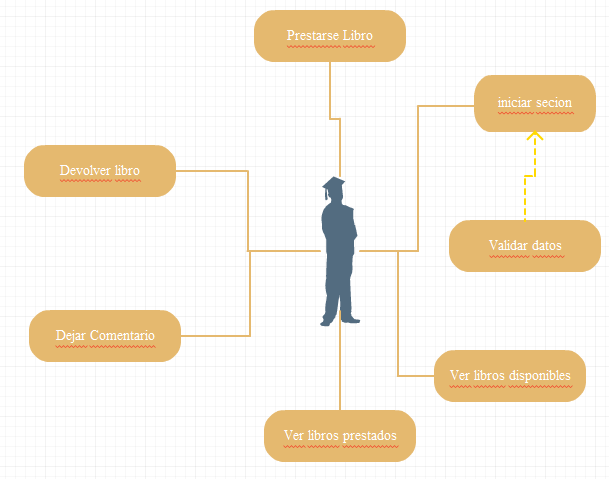 Prestarse Libro
iniciar secion
Devolver libro
Validar datos
Dejar Comentario
Ver libros disponibles
Ver libros prestados